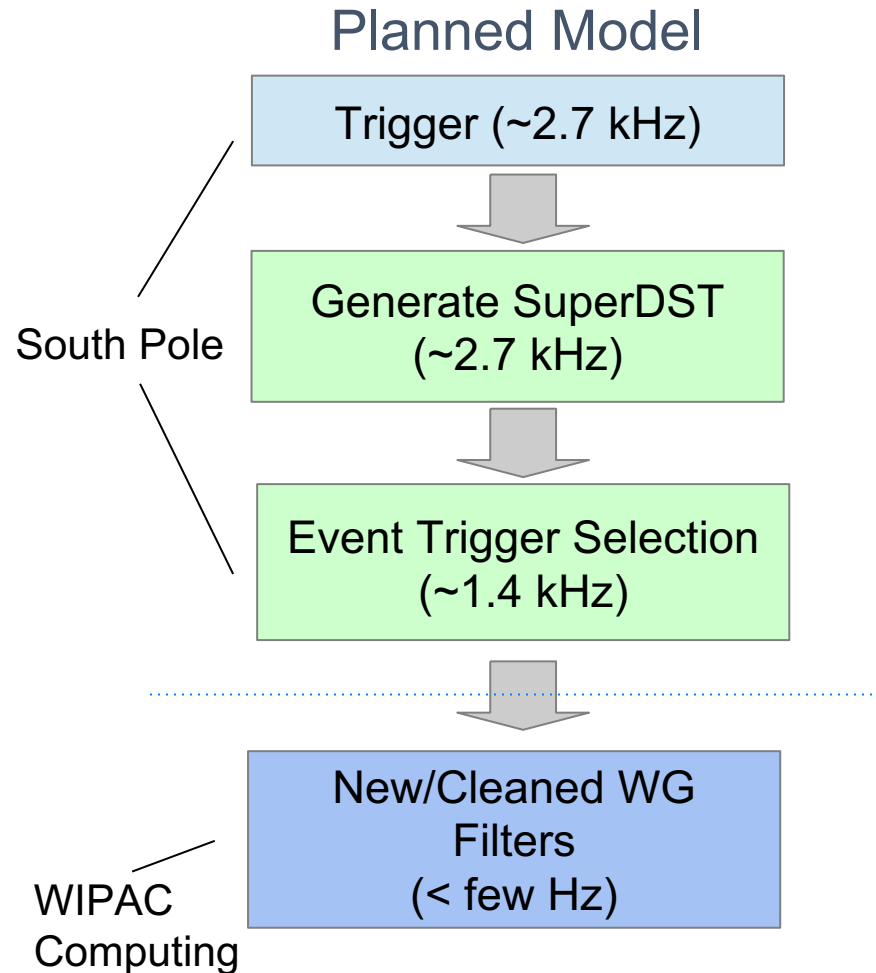 Planned Model
Trigger (~2.7 kHz)
Generate SuperDST
(~2.7 kHz)
South Pole
Event Trigger Selection
(~1.4 kHz)
New/Cleaned WG
Filters
(< few Hz)
WIPAC
Computing